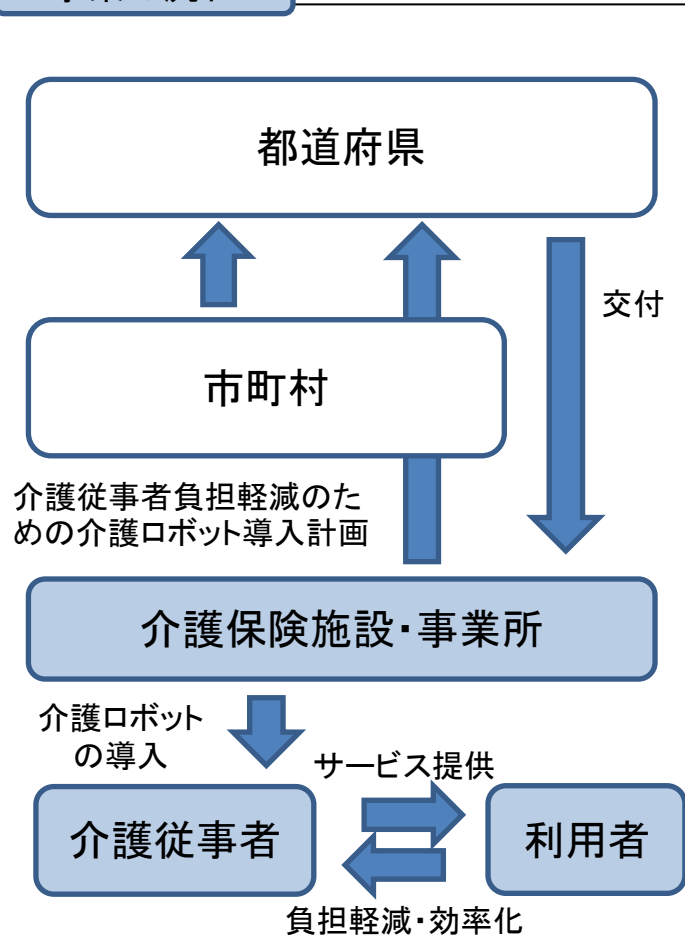 都道府県
交付
市町村
介護従事者負担軽減のた
めの介護ロボット導入計画
介護保険施設・事業所
介護ロボット
の導入
サービス提供
介護従事者
利用者
負担軽減・効率化